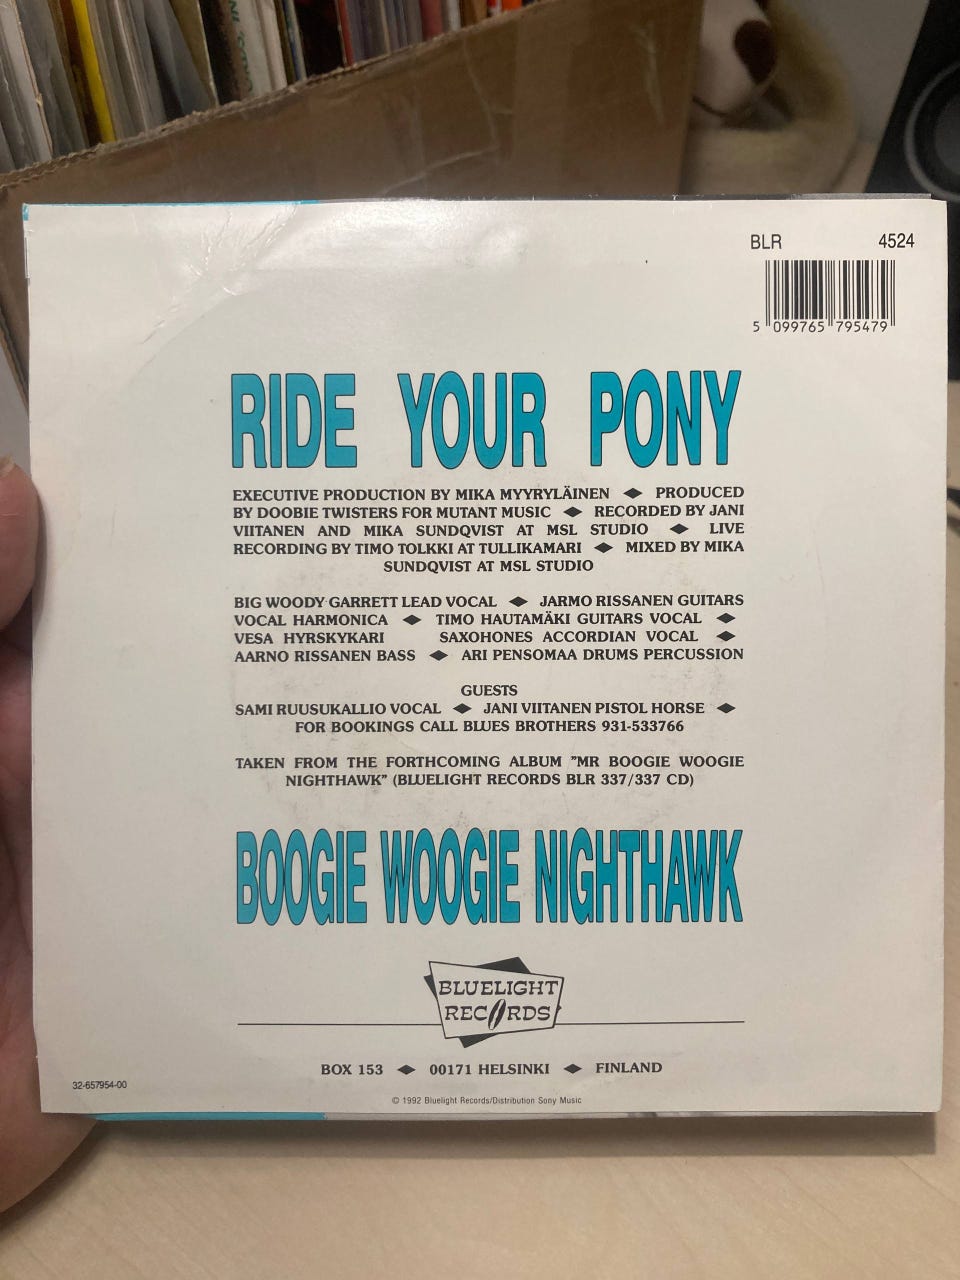 BLR 4524
5 099765 795479
RIDE YOUR PONY
EXECUTIVE PRODUCTION BY MIKA MYYRYLÄINEN ◆ PRODUCED
BY DOOBIE TWISTERS FOR MUTANT MUSIC ◆ RECORDED BY JANI
VIITANEN AND MIKA SUNDQVIST AT MSL STUDIO ◆ LIVE
RECORDING BY TIMO TOLKKI AT TULLIKAMARI ◆ MIXED BY MIKA
SUNDQVIST AT MSL STUDIO
BIG WOODY GARRETT LEAD VOCAL ◆ JARMO RISSANEN GUITARS
VOCAL HARMONICA ◆ TIMO HAUTAMÄKI GUITARS VOCAL ◆
VESA HYRSKYKARI SAXOHONES ACCORDIAN VOCAL ◆
AARNO RISSANEN BASS ◆ ARI PENSOMAA DRUMS PERCUSSION
GUESTS
SAMI RUUSUKALLIO VOCAL ◆ JANI VIITANEN PISTOL HORSE ◆
FOR BOOKINGS CALL BLUES BROTHERS 931-533766
TAKEN FROM THE FORTHCOMING ALBUM "MR BOOGIE WOOGIE
NIGHTHAWK" (BLUELIGHT RECORDS BLR 337/337 CD)
BOOGIE WOOGIE NIGHTHAWK
BLUELIGHT
RECORDS
BOX 153 ◆ 00171 HELSINKI ◆ FINLAND
32-657954-00
© 1992 Bluelight Records/Distribution Sony Music